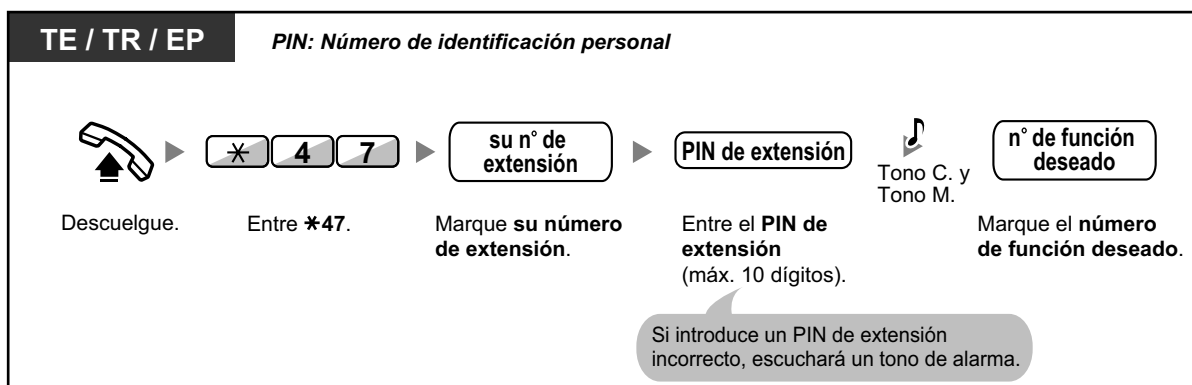 TE / TR / EP
PIN: Número de identificación personal
* 4 7
su n° de
extensión
PIN de extensión
Tono C. y
Tono M.
n° de función
deseado
Descuelgue.
Entre *47.
Marque su número
de extensión.
Entre el PIN de
extensión
(máx. 10 dígitos).
Marque el número
de función deseado.
Si introduce un PIN de extensión
incorrecto, escuchará un tono de alarma.